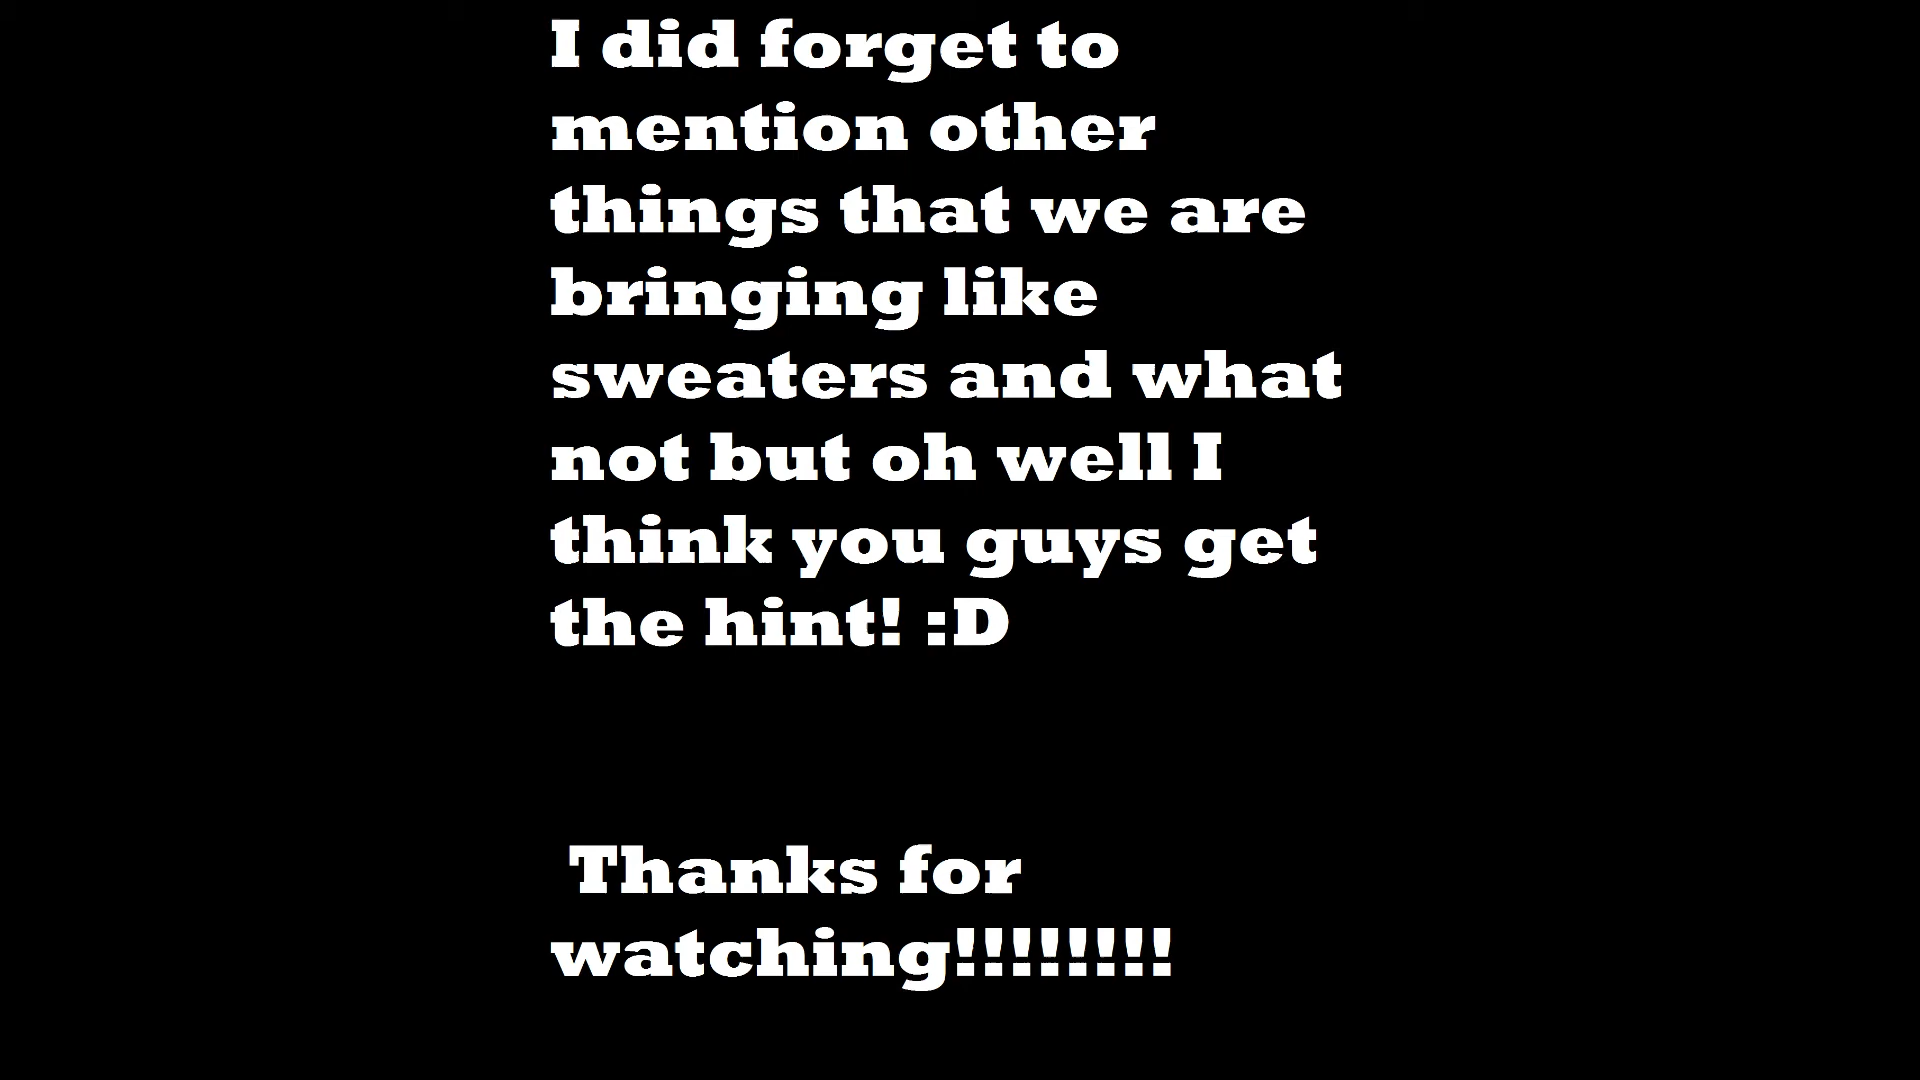 I did forget to
mention other
things that we are
bringing like
sweaters and what
not but oh well I
think you guys get
the hint! :D
Thanks for
watching!!!!!!!!